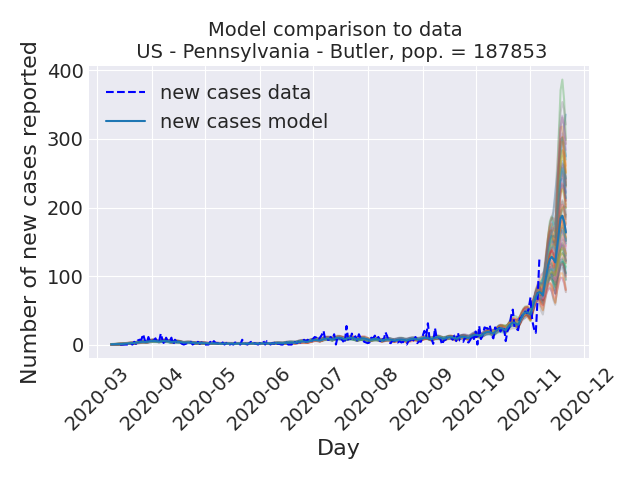 Model comparison to data
US - Pennsylvania - Butler, pop. = 187853
Number of new cases reported
400
300
200
100
0
new cases data
new cases model
2020-03
2020-04
2020-05
2020-06
2020-07
2020-08
2020-09
2020-10
2020-11
2020-12
Day